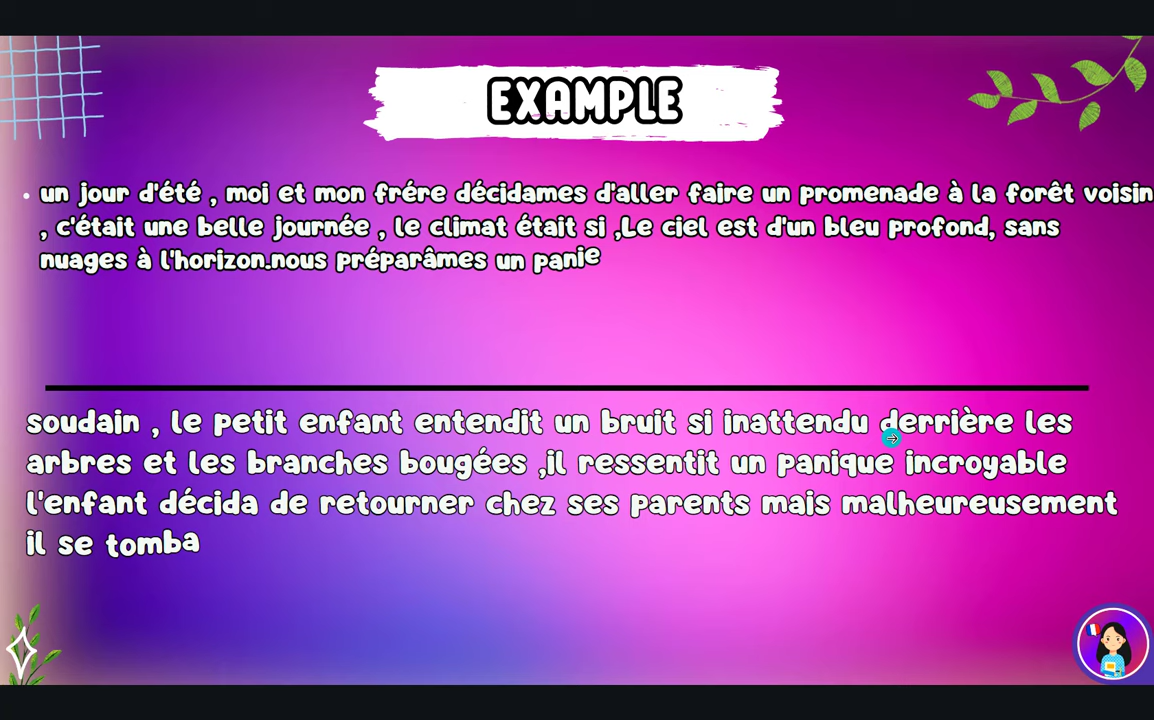 EXAMPLE
un jour d'été , moi et mon frére décidames d'aller faire un promenade à la forêt voisin
, c'était une belle journée , le climat était si ,Le ciel est d'un bleu profond, sans
nuages à l'horizon.nous préparâmes un panie
soudain , le petit enfant entendit un bruit si inattendu derrière les
arbres et les branches bougées ,il ressentit un panique incroyable
l'enfant décida de retourner chez ses parents mais malheureusement
il se tomba